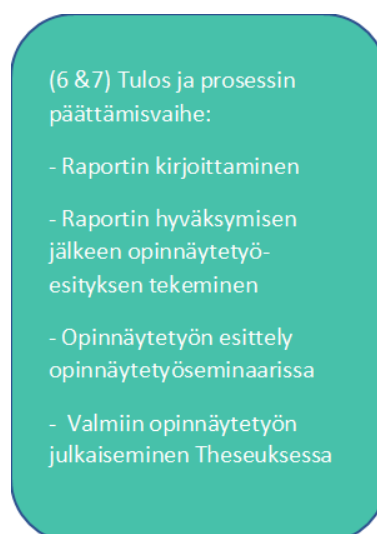 (6 &7) Tulos ja prosessin
päättämisvaihe:
- Raportin kirjoittaminen
- Raportin hyväksymisen
jälkeen opinnäytetyö-
esityksen tekeminen
- Opinnäytetyön esittely
opinnäytetyöseminaarissa
- Valmiin opinnäytetyön
julkaiseminen Theseuksessa